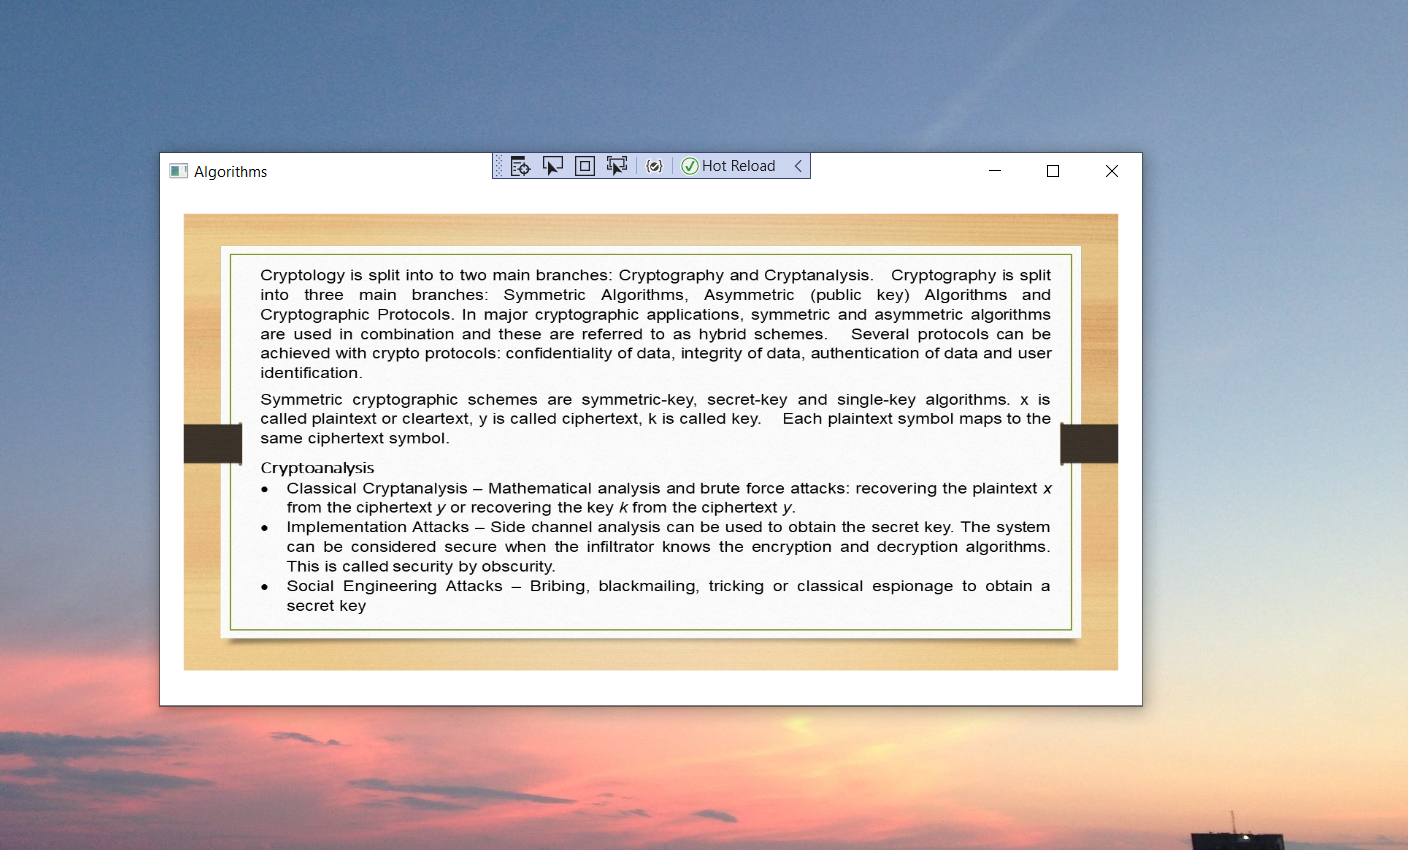 Algorithms
Hot Reload
Cryptology is split into to two main branches: Cryptography and Cryptanalysis. Cryptography is split
into three main branches: Symmetric Algorithms, Asymmetric (public key) Algorithms and
Cryptographic Protocols. In major cryptographic applications, symmetric and asymmetric algorithms
are used in combination and these are referred to as hybrid schemes. Several protocols can be
achieved with crypto protocols: confidentiality of data, integrity of data, authentication of data and user
identification.
Symmetric cryptographic schemes are symmetric-key, secret-key and single-key algorithms. x is
called plaintext or cleartext, y is called ciphertext, k is called key. Each plaintext symbol maps to the
same ciphertext symbol.
Cryptoanalysis
• Classical Cryptanalysis – Mathematical analysis and brute force attacks: recovering the plaintext x
from the ciphertext y or recovering the key k from the ciphertext y.
• Implementation Attacks – Side channel analysis can be used to obtain the secret key. The system
can be considered secure when the infiltrator knows the encryption and decryption algorithms.
This is called security by obscurity.
• Social Engineering Attacks – Bribing, blackmailing, tricking or classical espionage to obtain a
secret key